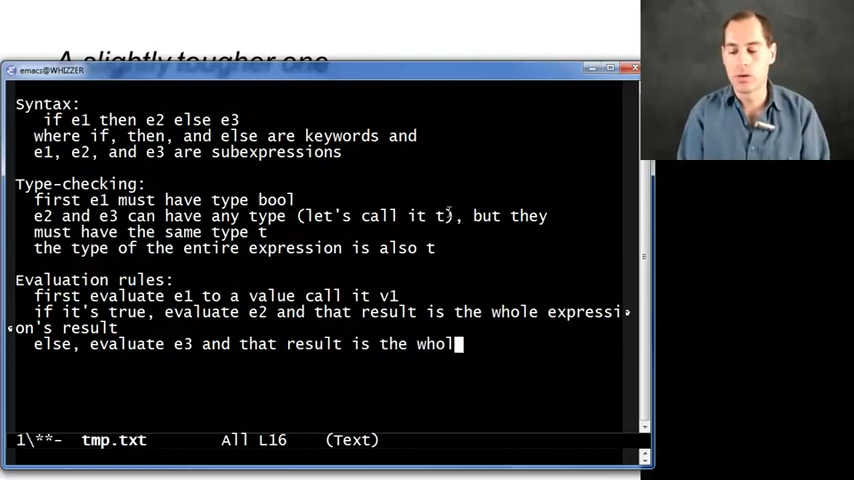 A slightly tougher one
emacs@WHIZZER
Syntax:
if e1 then e2 else e3
where if, then, and else are keywords and
e1, e2, and e3 are subexpressions
Type-checking:
first e1 must have type bool
e2 and e3 can have any type (let's call it t), but they
must have the same type t
the type of the entire expression is also t
Evaluation rules:
first evaluate e1 to a value call it v1
if it's true, evaluate e2 and that result is the whole expressi
on's result
else, evaluate e3 and that result is the whol
1\**- tmp.txt All L16 (Text)